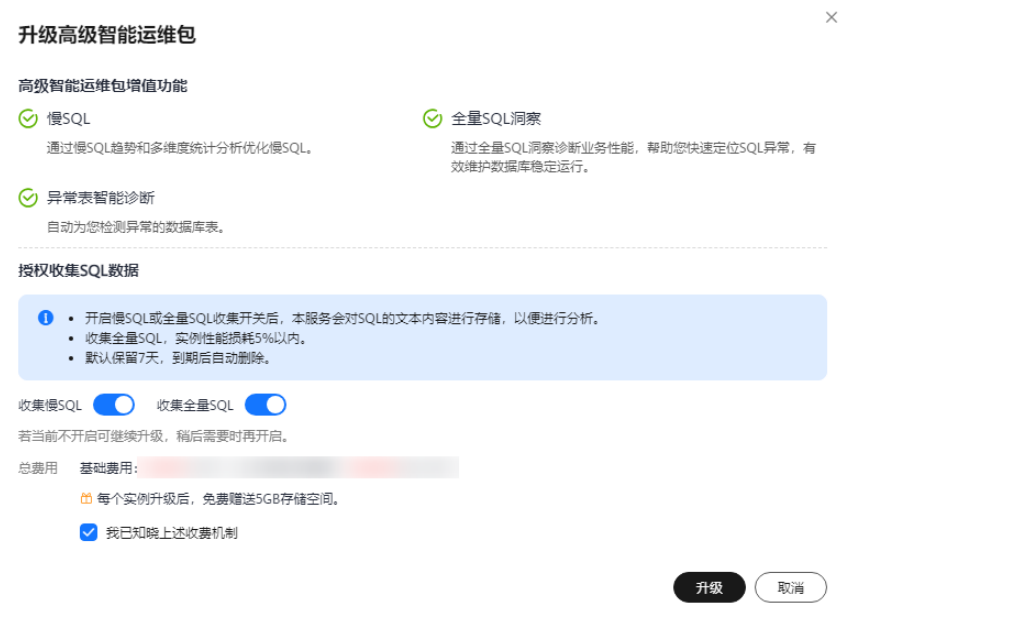 升级高级智能运维包
高级智能运维包增值功能
慢SQL
通过慢SQL趋势和多维度统计分析优化慢SQL。
全量SQL洞察
通过全量SQL洞察诊断业务性能，帮助您快速定位SQL异常，有
效维护数据库稳定运行。
异常表智能诊断
自动为您检测异常的数据库表。
授权收集SQL数据
• 开启慢SQL或全量SQL收集开关后，本服务会对SQL的文本内容进行存储，以便进行分析。
• 收集全量SQL，实例性能损耗5%以内。
• 默认保留7天，到期后自动删除。
收集慢SQL 收集全量SQL
若当前不开启可继续升级，稍后需要时再开启。
总费用 基础费用:
每个实例升级后，免费赠送5GB存储空间。
我已知晓上述收费机制
升级 取消